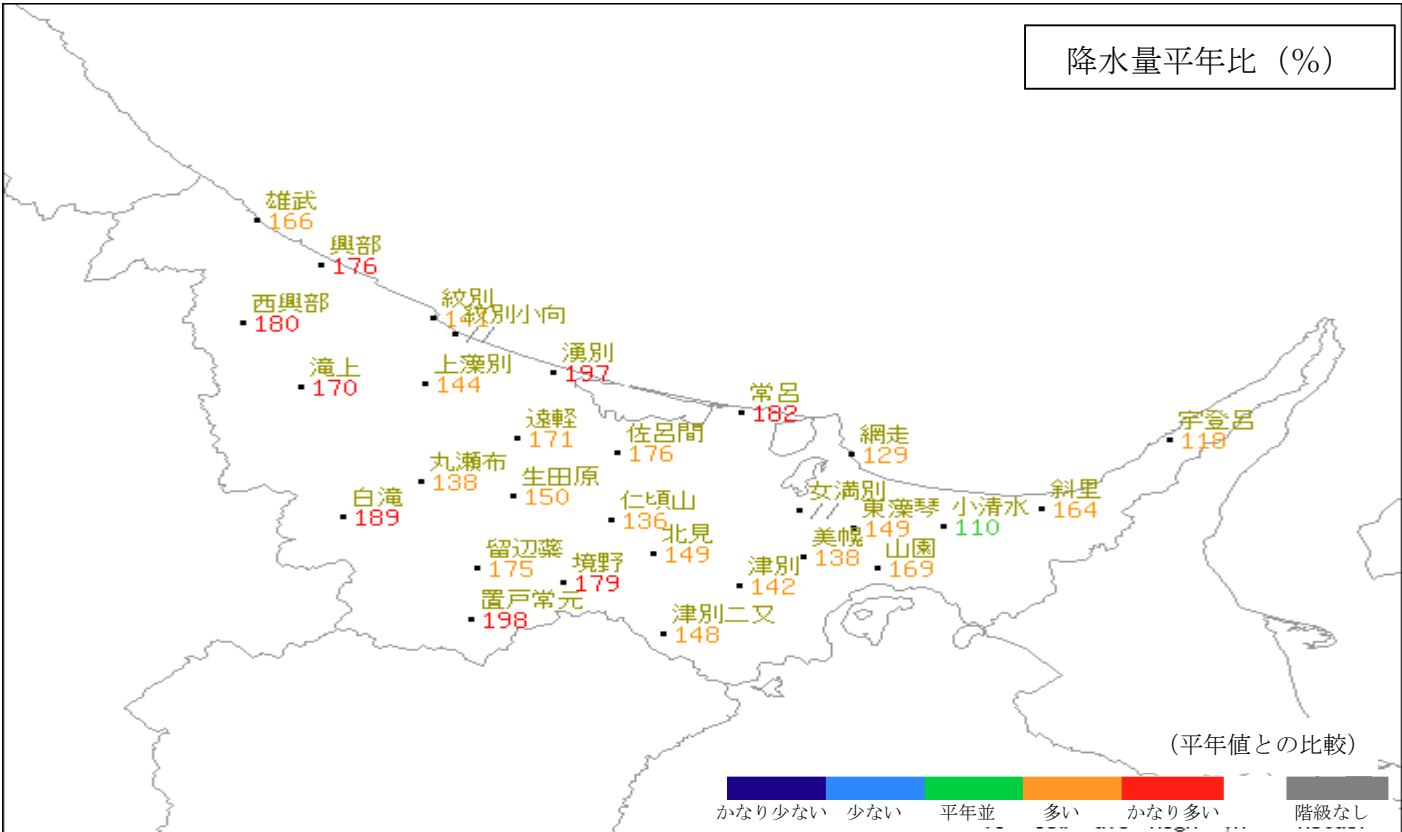 降水量平年比（%）
雄武
166
興部
176
西興部
180
紋別
141
紋別小向
滝上
170
上藻別
144
湧別
197
常呂
182
遠軽
171
佐呂間
176
網走
129
宇登呂
118
丸瀬布
138
生田原
150
白滝
189
仁頃山
136
女満別
東藻琴
149
小清水
110
斜里
164
北見
149
美幌
138
山園
169
留辺蘂
175
境野
179
津別
142
置戸常元
198
津別二又
148
（平年値との比較）
かなり少ない 少ない 平年並 多い かなり多い 階級なし